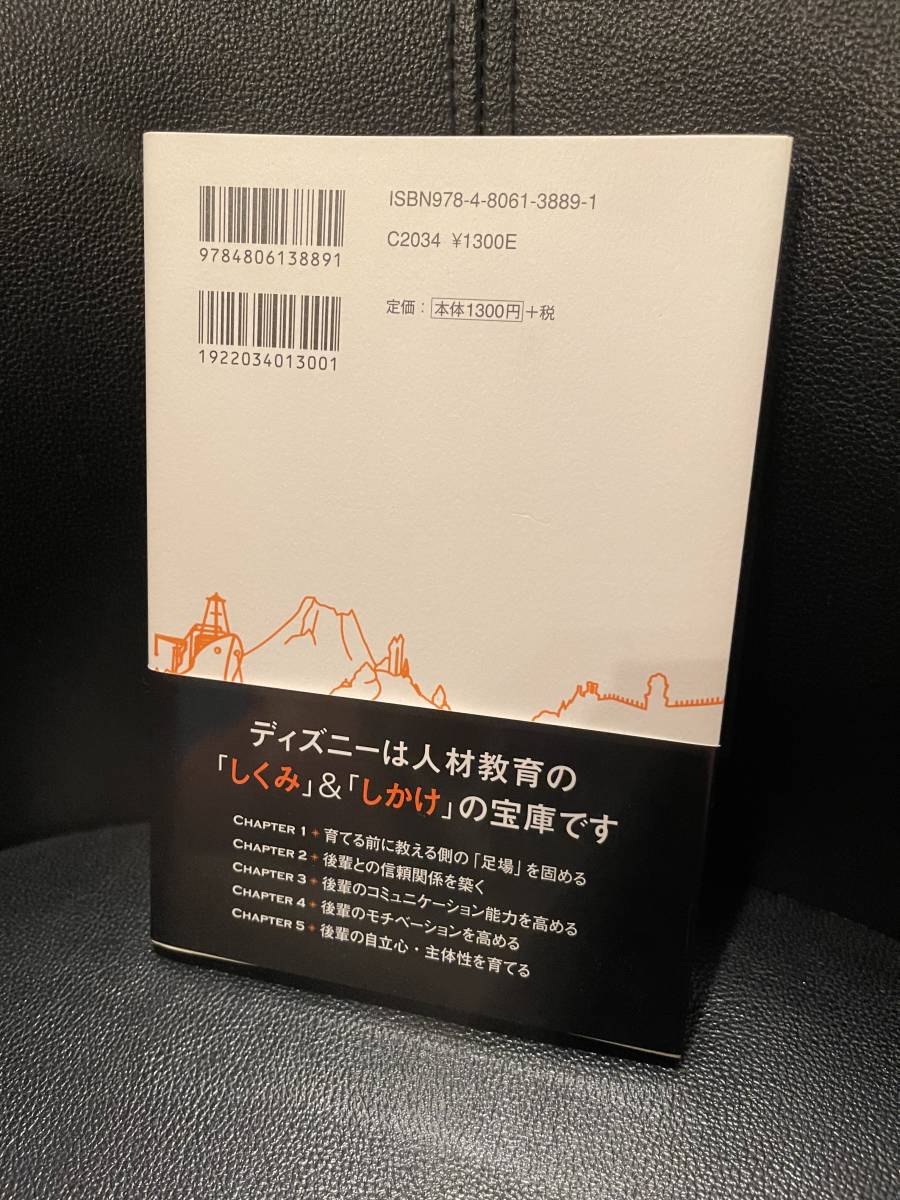 ISBN978-4-8061-3889-1
C2034 ¥1300E
9784806138891
定価：本体1300円+税
1922034013001
ディズニーは人材教育の
「しくみ」&「しかけ」の宝庫です
CHAPTER 1 ✦ 育てる前に教える側の「足場」を固める
CHAPTER 2 ✦ 後輩との信頼関係を築く
CHAPTER 3 ✦ 後輩のコミュニケーション能力を高める
CHAPTER 4 ✦ 後輩のモチベーションを高める
CHAPTER 5 ✦ 後輩の自立心・主体性を育てる